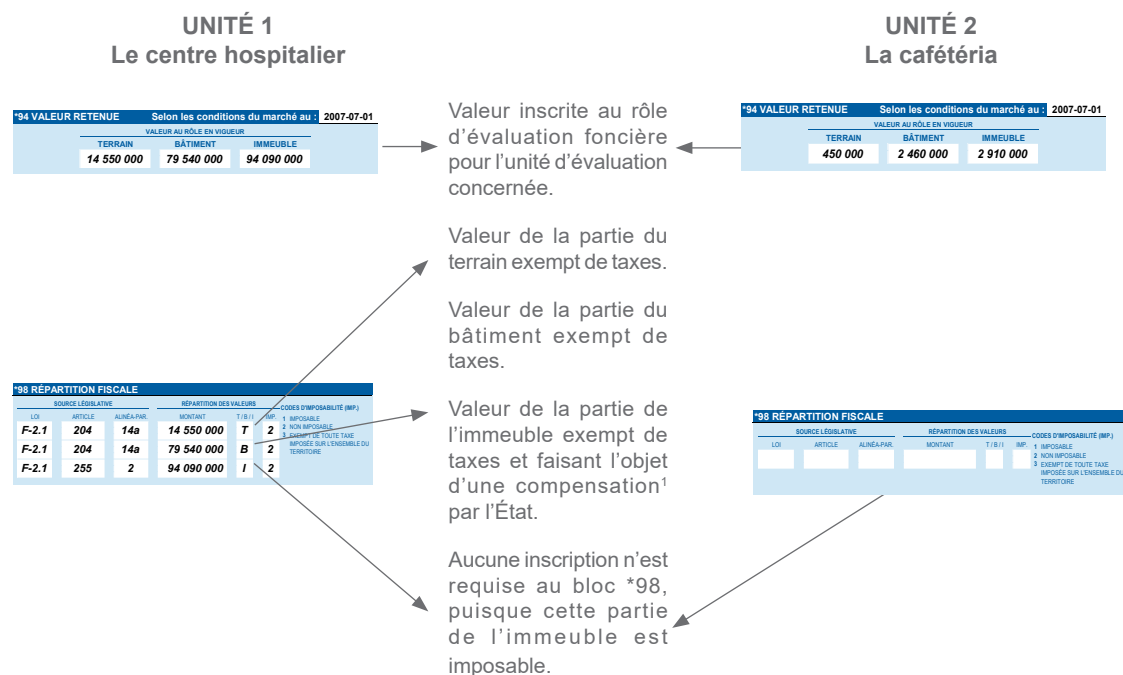 UNITÉ 1
Le centre hospitalier
UNITÉ 2
La cafétéria
*94 VALEUR RETENUE Selon les conditions du marché au : 2007-07-01
VALEUR AU RÔLE EN VIGUEUR
TERRAIN BÂTIMENT IMMEUBLE
14 550 000 79 540 000 94 090 000
Valeur inscrite au rôle
d’évaluation foncière
pour l’unité d’évaluation
concernée.
*94 VALEUR RETENUE Selon les conditions du marché au : 2007-07-01
VALEUR AU RÔLE EN VIGUEUR
TERRAIN BÂTIMENT IMMEUBLE
450 000 2 460 000 2 910 000
Valeur de la partie du
terrain exempt de taxes.
Valeur de la partie du
bâtiment exempt de
taxes.
*98 RÉPARTITION FISCALE
SOURCE LÉGISLATIVE RÉPARTITION DES VALEURS CODES D'IMPOSABILITÉ (IMP.)
LOI ARTICLE ALINÉA-PAR. MONTANT T / B / I IMP.
1 IMPOSABLE
2 NON IMPOSABLE
3 EXEMPT DE TOUTE TAXE
IMPOSÉE SUR L'ENSEMBLE DU
TERRITOIRE
F-2.1 204 14a 14 550 000 T 2
F-2.1 204 14a 79 540 000 B 2
F-2.1 255 2 94 090 000 I 2
Valeur de la partie de
l’immeuble exempt de
taxes et faisant l’objet
d’une compensation1
par l’État.
*98 RÉPARTITION FISCALE
SOURCE LÉGISLATIVE RÉPARTITION DES VALEURS CODES D'IMPOSABILITÉ (IMP.)
LOI ARTICLE ALINÉA-PAR. MONTANT T / B / I IMP.
1 IMPOSABLE
2 NON IMPOSABLE
3 EXEMPT DE TOUTE TAXE
IMPOSÉE SUR L'ENSEMBLE DU
TERRITOIRE
Aucune inscription n’est
requise au bloc *98,
puisque cette partie
de l’immeuble est
imposable.